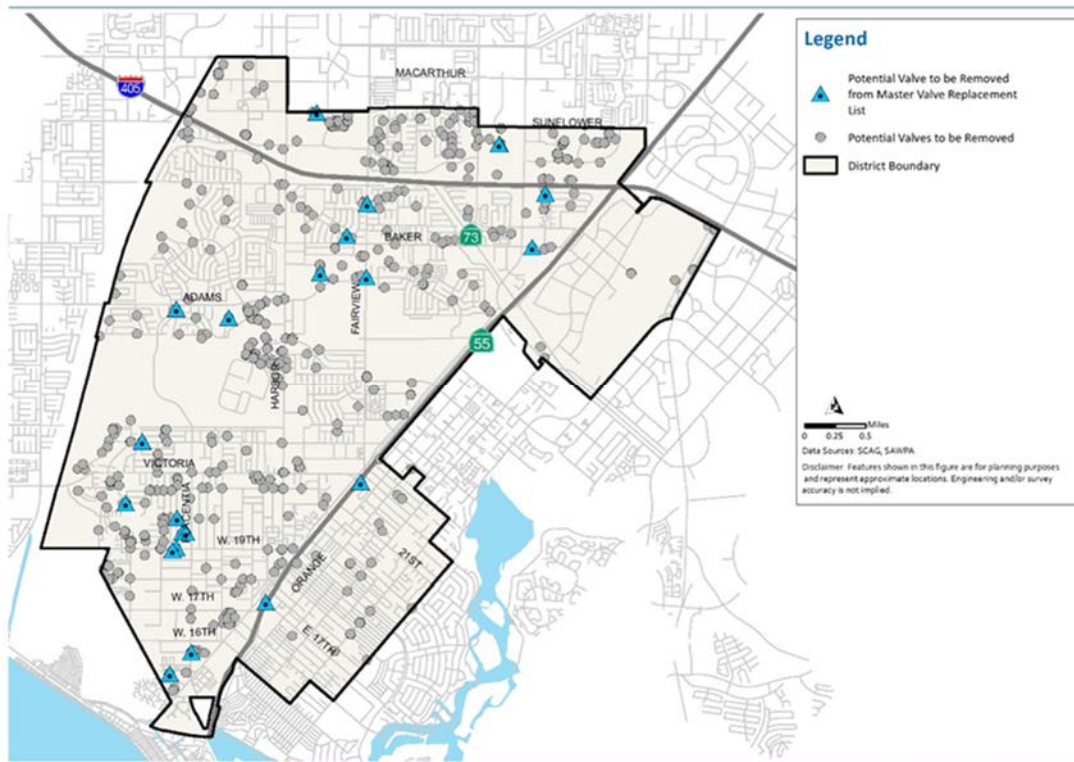 405
MACARTHUR
SUNFLOWER
BAKER
73
ADAMS
FAIRVIEW
55
HARBOR
VICTORIA
PLACENTIA
W. 19TH
ORANGE
21ST
W. 17TH
W. 16TH
E. 17TH
Legend
Potential Valve to be Removed
from Master Valve Replacement
List
Potential Valves to be Removed
District Boundary
Miles
0 0.25 0.5
Data Sources: SCAG, SAWPA
Disclaimer: Features shown in this figure are for planning purposes
and represent approximate locations. Engineering and/or survey
accuracy is not implied.